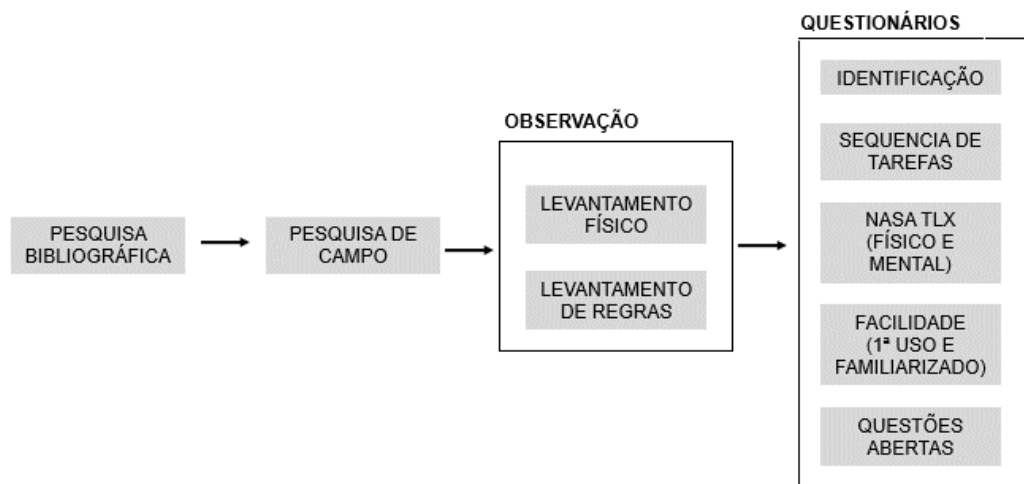 PESQUISA
BIBLIOGRÁFICA
PESQUISA DE
CAMPO
OBSERVAÇÃO
LEVANTAMENTO
FÍSICO
LEVANTAMENTO
DE REGRAS
QUESTIONÁRIOS
IDENTIFICAÇÃO
SEQUENCIA DE
TAREFAS
NASA TLX
(FÍSICO E
MENTAL)
FACILIDADE
(1ª USO E
FAMILIARIZADO)
QUESTÕES
ABERTAS